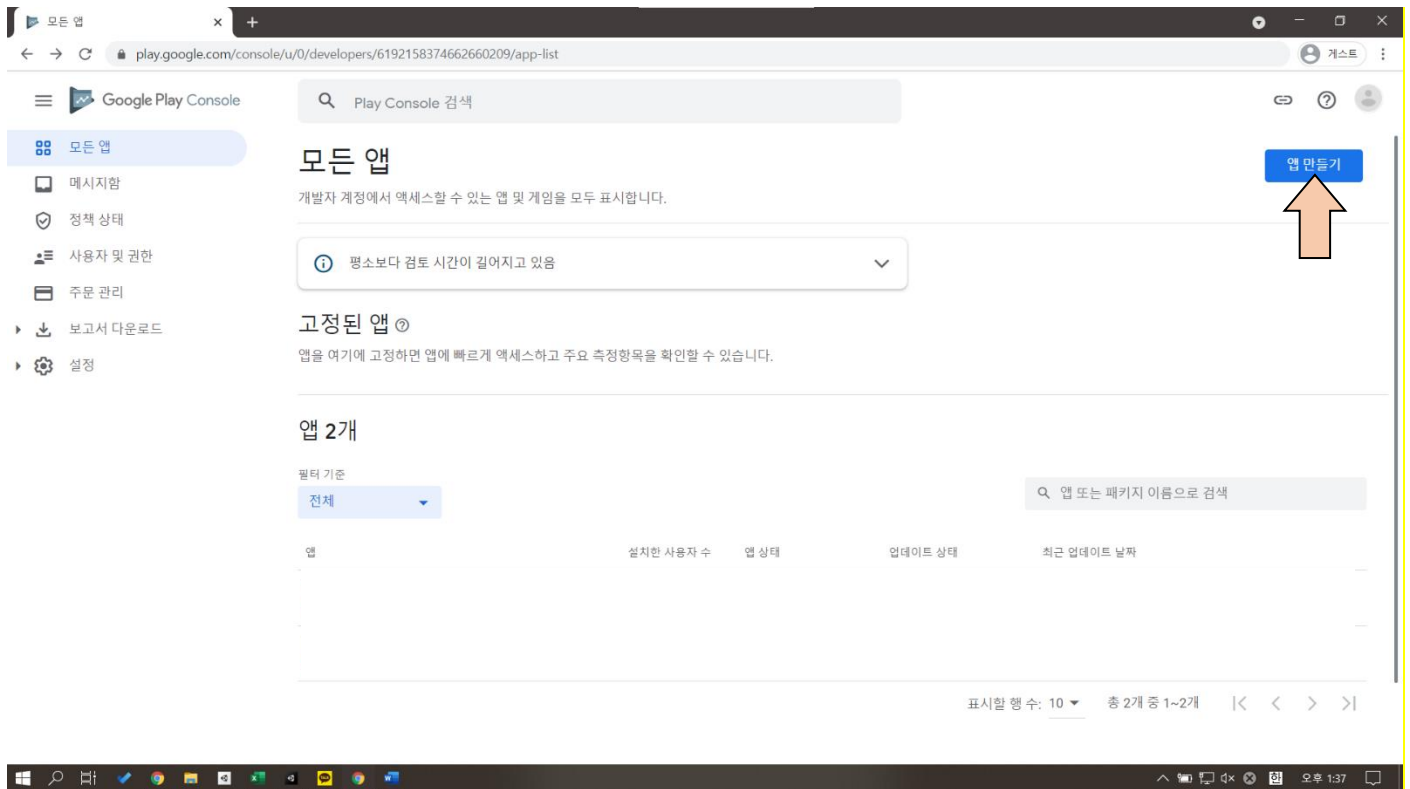 모든 앱
play.google.com/console/u/0/developers/6192158374662660209/app-list
게스트
Google Play Console
Play Console 검색
모든 앱
메시지함
정책 상태
사용자 및 권한
주문 관리
보고서 다운로드
설정
모든 앱
앱 만들기
개발자 계정에서 액세스할 수 있는 앱 및 게임을 모두 표시합니다.
평소보다 검토 시간이 길어지고 있음
고정된 앱
앱을 여기에 고정하면 앱에 빠르게 액세스하고 주요 측정항목을 확인할 수 있습니다.
앱 2개
필터 기준
전체
앱 또는 패키지 이름으로 검색
앱 설치한 사용자 수 앱 상태 업데이트 상태 최근 업데이트 날짜
표시할 행 수: 10 총 2개 중 1~2개
한 오후 1:37